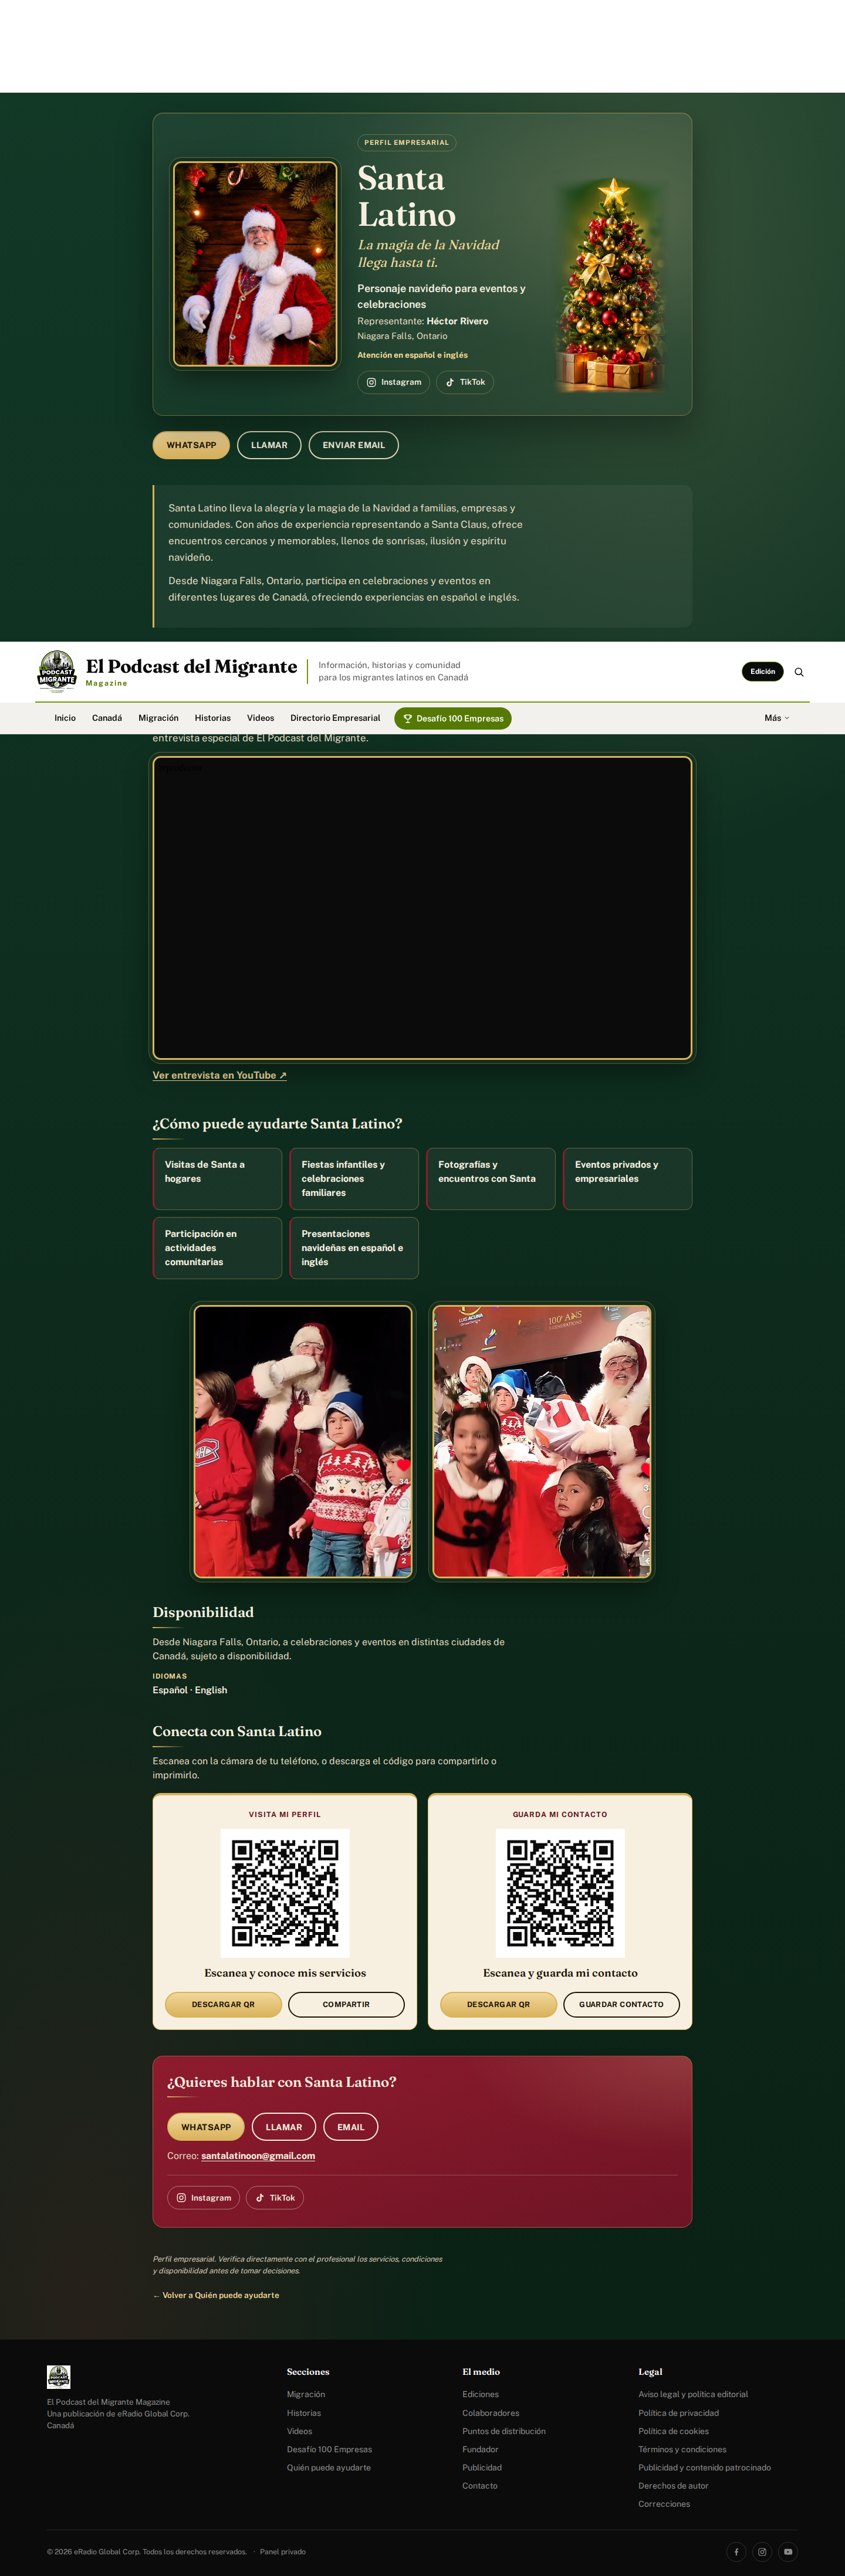 PERFIL EMPRESARIAL
Santa
Latino
La magia de la Navidad
llega hasta ti.
Personaje navideño para eventos y
celebraciones
Representante: Héctor Rivero
Niagara Falls, Ontario
Atención en español e inglés
Instagram
TikTok
WHATSAPP
LLAMAR
ENVIAR EMAIL
Santa Latino lleva la alegría y la magia de la Navidad a familias, empresas y
comunidades. Con años de experiencia representando a Santa Claus, ofrece
encuentros cercanos y memorables, llenos de sonrisas, ilusión y espíritu
navideño.
Desde Niagara Falls, Ontario, participa en celebraciones y eventos en
diferentes lugares de Canadá, ofreciendo experiencias en español e inglés.
PODCAST
MIGRANTE
El Podcast del Migrante
Magazine
Información, historias y comunidad
para los migrantes latinos en Canadá
Edición
Inicio
Canadá
Migración
Historias
Videos
Directorio Empresarial
Desafío 100 Empresas
Más
entrevista especial de El Podcast del Migrante.
Ver entrevista en YouTube ↗
¿Cómo puede ayudarte Santa Latino?
Visitas de Santa a
hogares
Fiestas infantiles y
celebraciones
familiares
Fotografías y
encuentros con Santa
Eventos privados y
empresariales
Participación en
actividades
comunitarias
Presentaciones
navideñas en español e
inglés
34
2
LUIS ACUNA
100 ANS
Disponibilidad
Desde Niagara Falls, Ontario, a celebraciones y eventos en distintas ciudades de
Canadá, sujeto a disponibilidad.
IDIOMAS
Español · English
Conecta con Santa Latino
Escanea con la cámara de tu teléfono, o descarga el código para compartirlo o
imprimirlo.
VISITA MI PERFIL
Escanea y conoce mis servicios
DESCARGAR QR
COMPARTIR
GUARDA MI CONTACTO
Escanea y guarda mi contacto
DESCARGAR QR
GUARDAR CONTACTO
¿Quieres hablar con Santa Latino?
WHATSAPP
LLAMAR
EMAIL
Correo: santalatinoon@gmail.com
Instagram
TikTok
Perfil empresarial. Verifica directamente con el profesional los servicios, condiciones
y disponibilidad antes de tomar decisiones.
← Volver a Quién puede ayudarte
El Podcast del Migrante Magazine
Una publicación de eRadio Global Corp.
Canadá
Secciones
Migración
Historias
Videos
Desafío 100 Empresas
Quién puede ayudarte
El medio
Ediciones
Colaboradores
Puntos de distribución
Fundador
Publicidad
Contacto
Legal
Aviso legal y política editorial
Política de privacidad
Política de cookies
Términos y condiciones
Publicidad y contenido patrocinado
Derechos de autor
Correcciones
© 2026 eRadio Global Corp. Todos los derechos reservados. · Panel privado